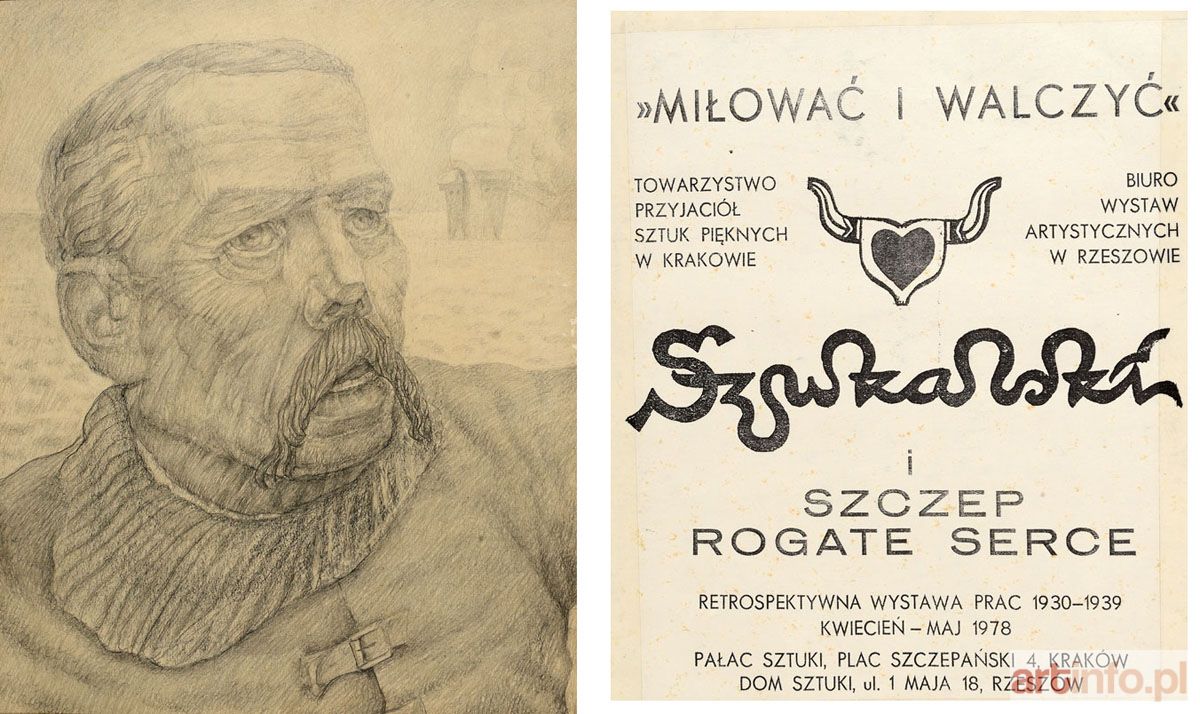 »MIŁOWAĆ I WALCZYĆ«
TOWARZYSTWO
PRZYJACIÓŁ
SZTUK PIĘKNYCH
W KRAKOWIE
BIURO
WYSTAW
ARTYSTYCZNYCH
W RZESZOWIE
Szukalski
i
SZCZEP
ROGATE SERCE
RETROSPEKTYWNA WYSTAWA PRAC 1930–1939
KWIECIEŃ – MAJ 1978
PAŁAC SZTUKI, PLAC SZCZEPAŃSKI 4, KRAKÓW
DOM SZTUKI, ul. 1 MAJA 18, RZESZÓW
artinfo.pl